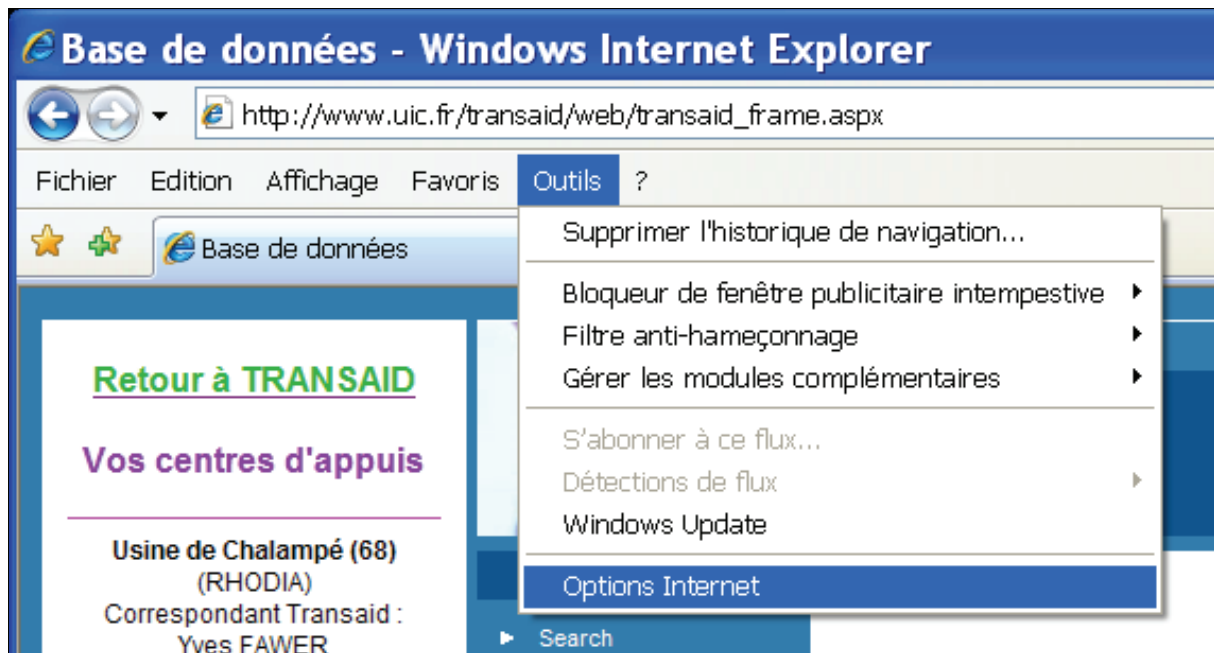 Base de données - Windows Internet Explorer
http://www.uic.fr/transaid/web/transaid_frame.aspx
Fichier Edition Affichage Favoris Outils ?
Base de données
Supprimer l'historique de navigation...
Bloqueur de fenêtre publicitaire intempestive
Filtre anti-hameçonnage
Gérer les modules complémentaires
S'abonner à ce flux...
Détections de flux
Windows Update
Options Internet
Retour à TRANSAID
Vos centres d'appuis
Usine de Chalampé (68)
(RHODIA)
Correspondant Transaid :
Yves FAWER
Search